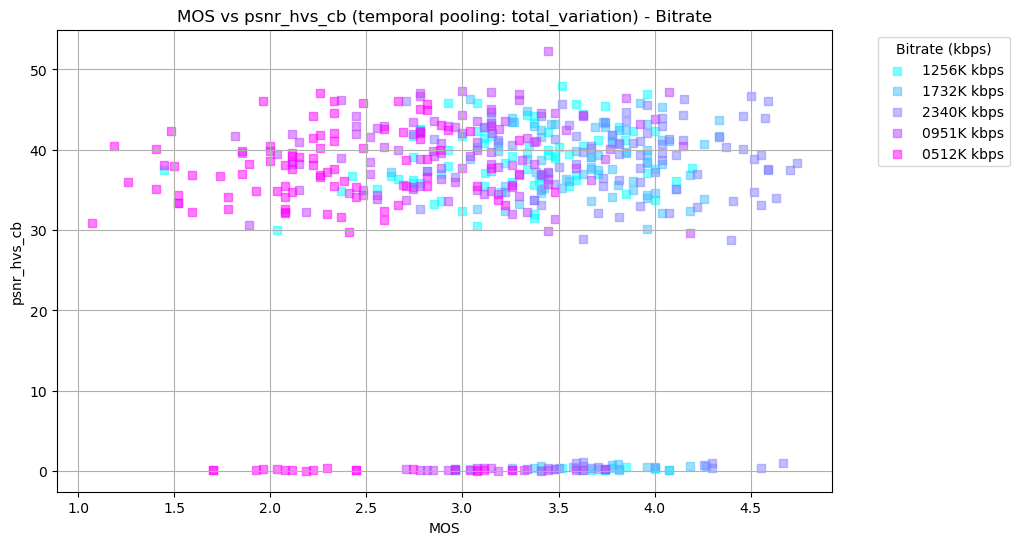 MOS vs psnr_hvs_cb (temporal pooling: total_variation) - Bitrate
psnr_hvs_cb
50
40
30
20
10
0
1.0 1.5 2.0 2.5 3.0 3.5 4.0 4.5
MOS
Bitrate (kbps)
1256K kbps
1732K kbps
2340K kbps
0951K kbps
0512K kbps